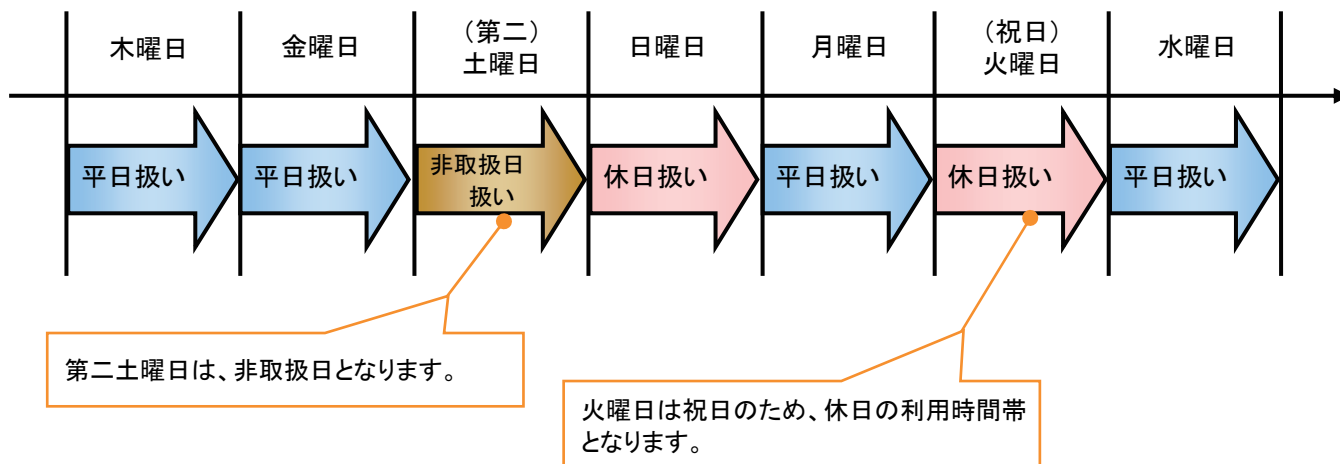 木曜日
金曜日
（第二）
土曜日
日曜日
月曜日
（祝日）
火曜日
水曜日
平日扱い
平日扱い
非取扱日
扱い
休日扱い
平日扱い
休日扱い
平日扱い
第二土曜日は、非取扱日となります。
火曜日は祝日のため、休日の利用時間帯
となります。